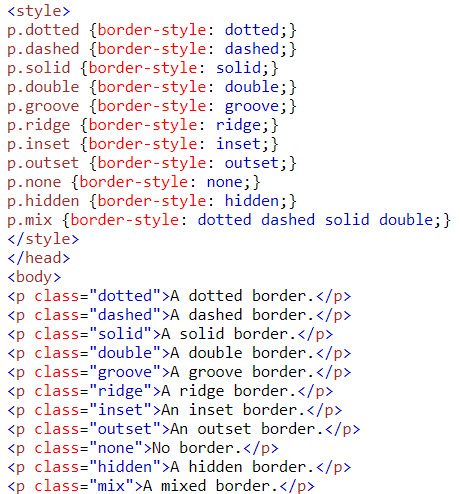 <style>
p.dotted {border-style: dotted;}
p.dashed {border-style: dashed;}
p.solid {border-style: solid;}
p.double {border-style: double;}
p.groove {border-style: groove;}
p.ridge {border-style: ridge;}
p.inset {border-style: inset;}
p.outset {border-style: outset;}
p.none {border-style: none;}
p.hidden {border-style: hidden;}
p.mix {border-style: dotted dashed solid double;}
</style>
</head>
<body>
<p class="dotted">A dotted border.</p>
<p class="dashed">A dashed border.</p>
<p class="solid">A solid border.</p>
<p class="double">A double border.</p>
<p class="groove">A groove border.</p>
<p class="ridge">A ridge border.</p>
<p class="inset">An inset border.</p>
<p class="outset">An outset border.</p>
<p class="none">No border.</p>
<p class="hidden">A hidden border.</p>
<p class="mix">A mixed border.</p>